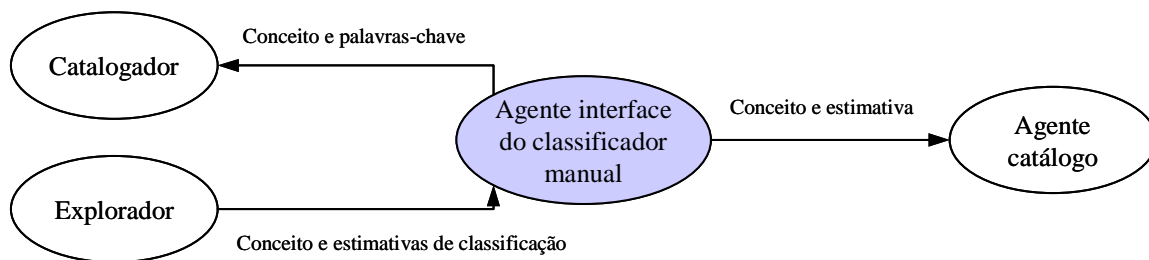 Conceito e palavras-chave
Catalogador
Agente interface
do classificador
manual
Conceito e estimativa
Agente
catálogo
Explorador
Conceito e estimativas de classificação